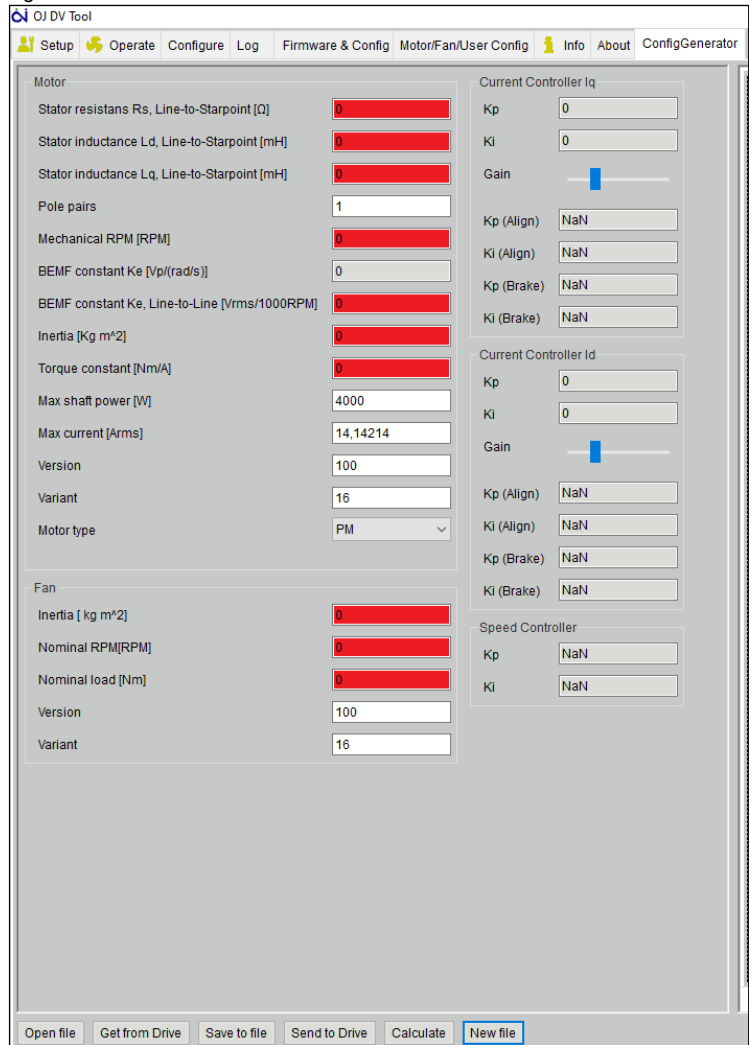 OJ DV Tool
Setup Operate Configure Log Firmware & Config Motor/Fan/User Config Info About ConfigGenerator
Motor
Stator resistans Rs, Line-to-Starpoint [Ω] 0
Stator inductance Ld, Line-to-Starpoint [mH] 0
Stator inductance Lq, Line-to-Starpoint [mH] 0
Pole pairs 1
Mechanical RPM [RPM] 0
BEMF constant Ke [Vp/(rad/s)] 0
BEMF constant Ke, Line-to-Line [Vrms/1000RPM] 0
Inertia [Kg m^2] 0
Torque constant [Nm/A] 0
Max shaft power [W] 4000
Max current [Arms] 14,14214
Version 100
Variant 16
Motor type PM
Fan
Inertia [ kg m^2] 0
Nominal RPM[RPM] 0
Nominal load [Nm] 0
Version 100
Variant 16
Current Controller Iq
Kp 0
Ki 0
Gain
Kp (Align) NaN
Ki (Align) NaN
Kp (Brake) NaN
Ki (Brake) NaN
Current Controller Id
Kp 0
Ki 0
Gain
Kp (Align) NaN
Ki (Align) NaN
Kp (Brake) NaN
Ki (Brake) NaN
Speed Controller
Kp NaN
Ki NaN
Open file Get from Drive Save to file Send to Drive Calculate New file